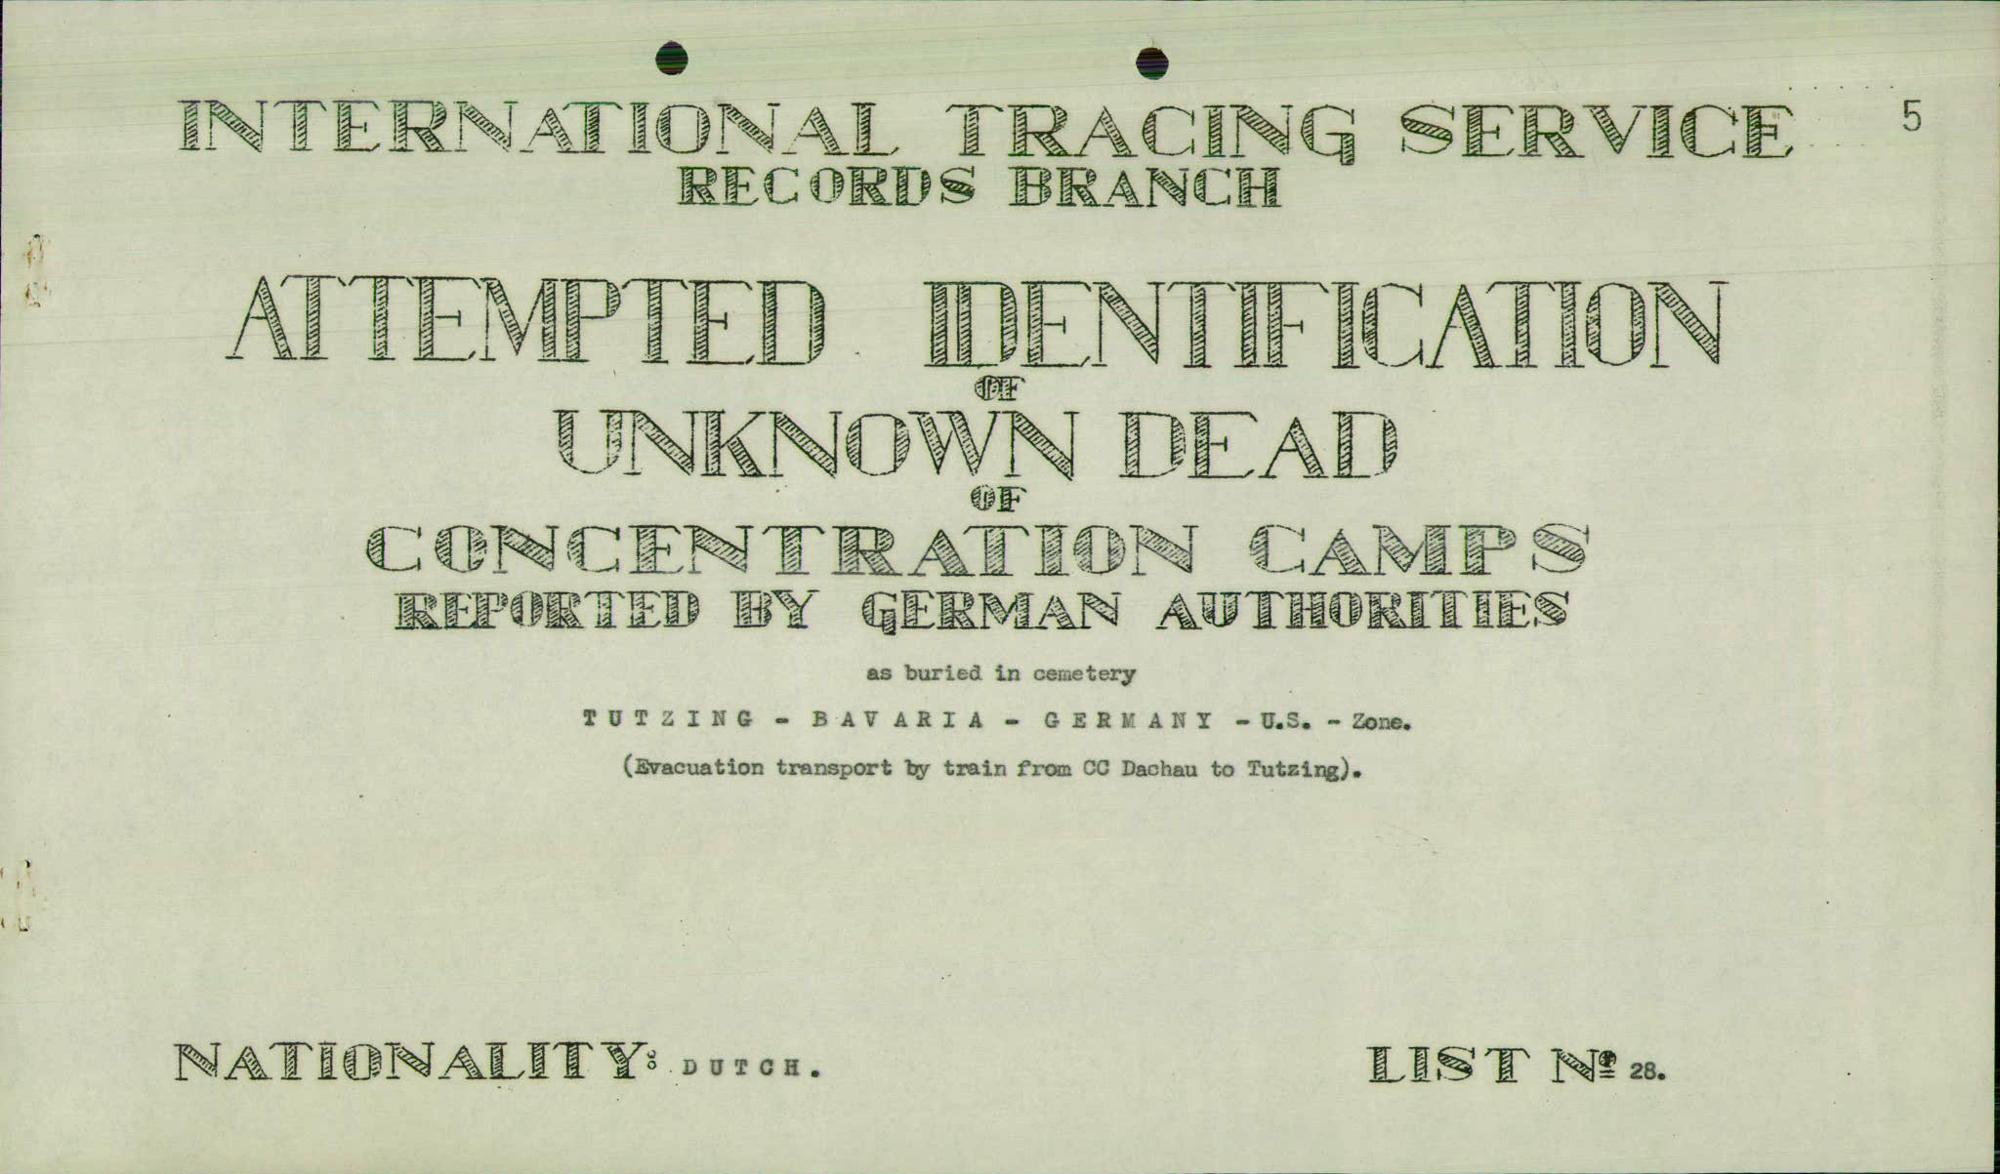 INTERNATIONAL TRACING SERVICE 5
RECORDS BRANCH
ATTEMPTED IDENTIFICATION
OF
UNKNOWN DEAD
OF
CONCENTRATION CAMPS
REPORTED BY GERMAN AUTHORITIES
as buried in cemetery
TUTZING - BAVARIA - GERMANY - U.S. - Zone.
(Evacuation transport by train from CC Dachau to Tutzing).
NATIONALITY: DUTCH. LIST Nº 28.